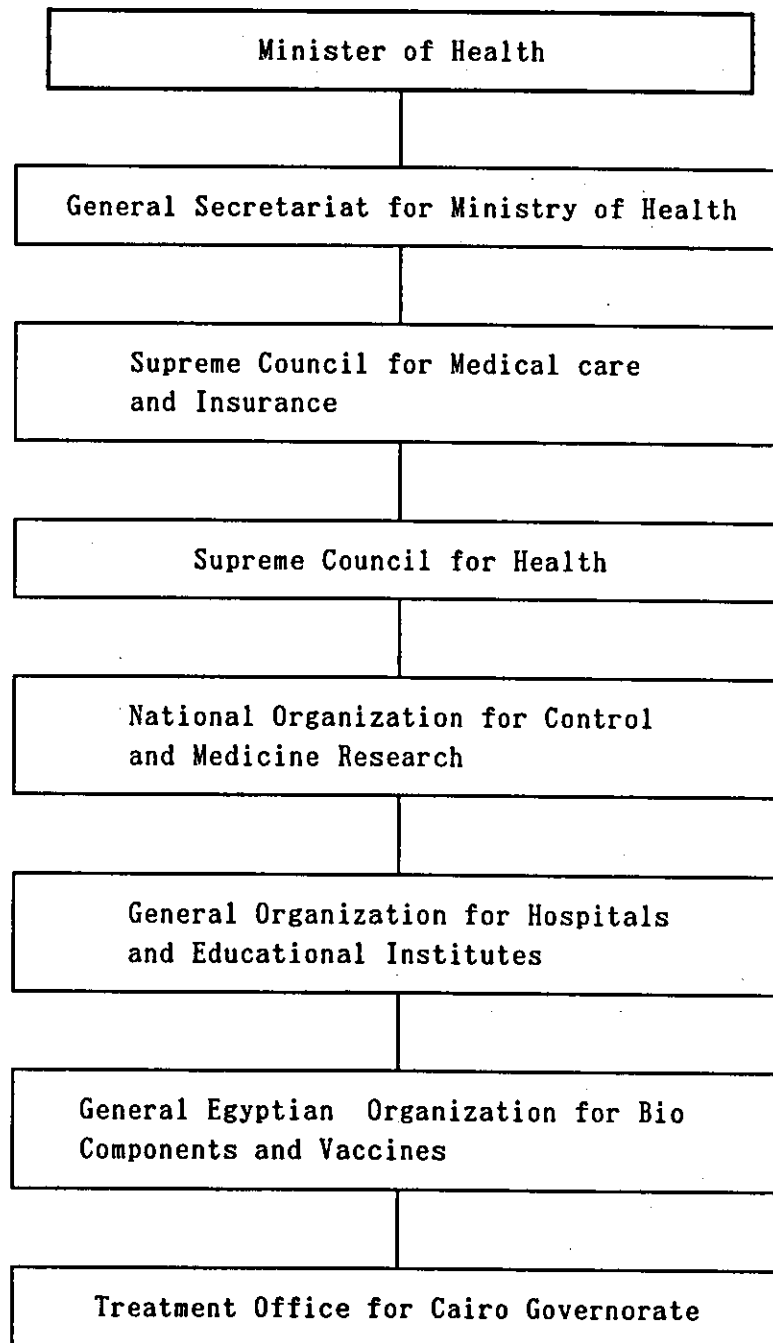 Minister of Health
General Secretariat for Ministry of Health
Supreme Council for Medical care
and Insurance
Supreme Council for Health
National Organization for Control
and Medicine Research
General Organization for Hospitals
and Educational Institutes
General Egyptian Organization for Bio
Components and Vaccines
Treatment Office for Cairo Governorate